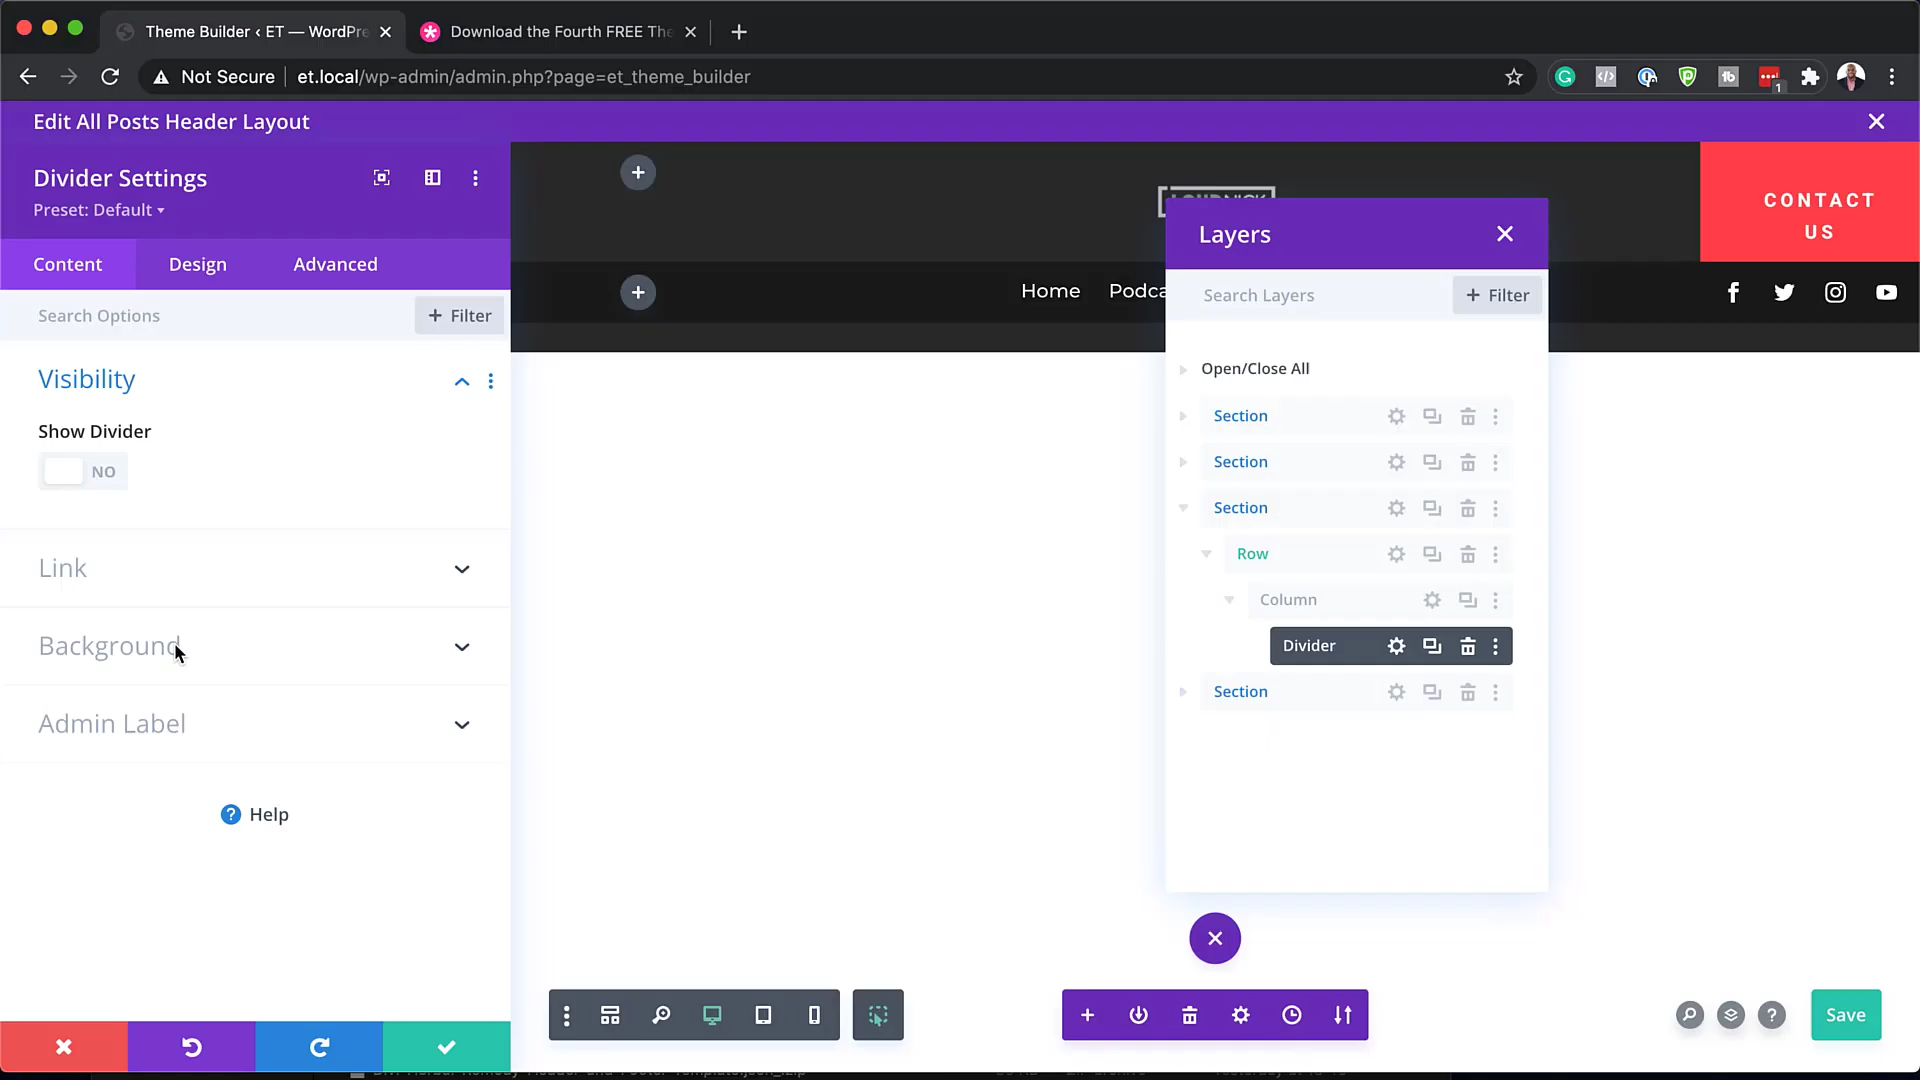 Theme Builder ‹ ET — WordPre
Download the Fourth FREE The
Not Secure
et.local/wp-admin/admin.php?page=et_theme_builder
1
Edit All Posts Header Layout
Divider Settings
Preset: Default
Content
Design
Advanced
Search Options
+ Filter
Visibility
Show Divider
NO
Link
Background
Admin Label
Help
CONTACT
US
Home
Podca
Layers
Search Layers
+ Filter
Open/Close All
Section
Section
Section
Row
Column
Divider
Section
Save